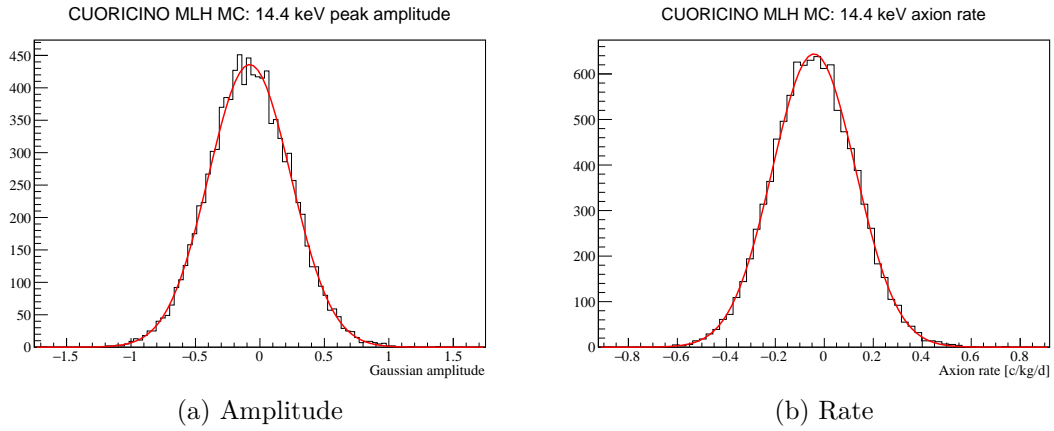 CUORICINO MLH MC: 14.4 keV peak amplitude
450
400
350
300
250
200
150
100
50
0
−1.5 −1 −0.5 0 0.5 1 1.5
Gaussian amplitude
(a) Amplitude
CUORICINO MLH MC: 14.4 keV axion rate
600
500
400
300
200
100
0
−0.8 −0.6 −0.4 −0.2 0 0.2 0.4 0.6 0.8
Axion rate [c/kg/d]
(b) Rate